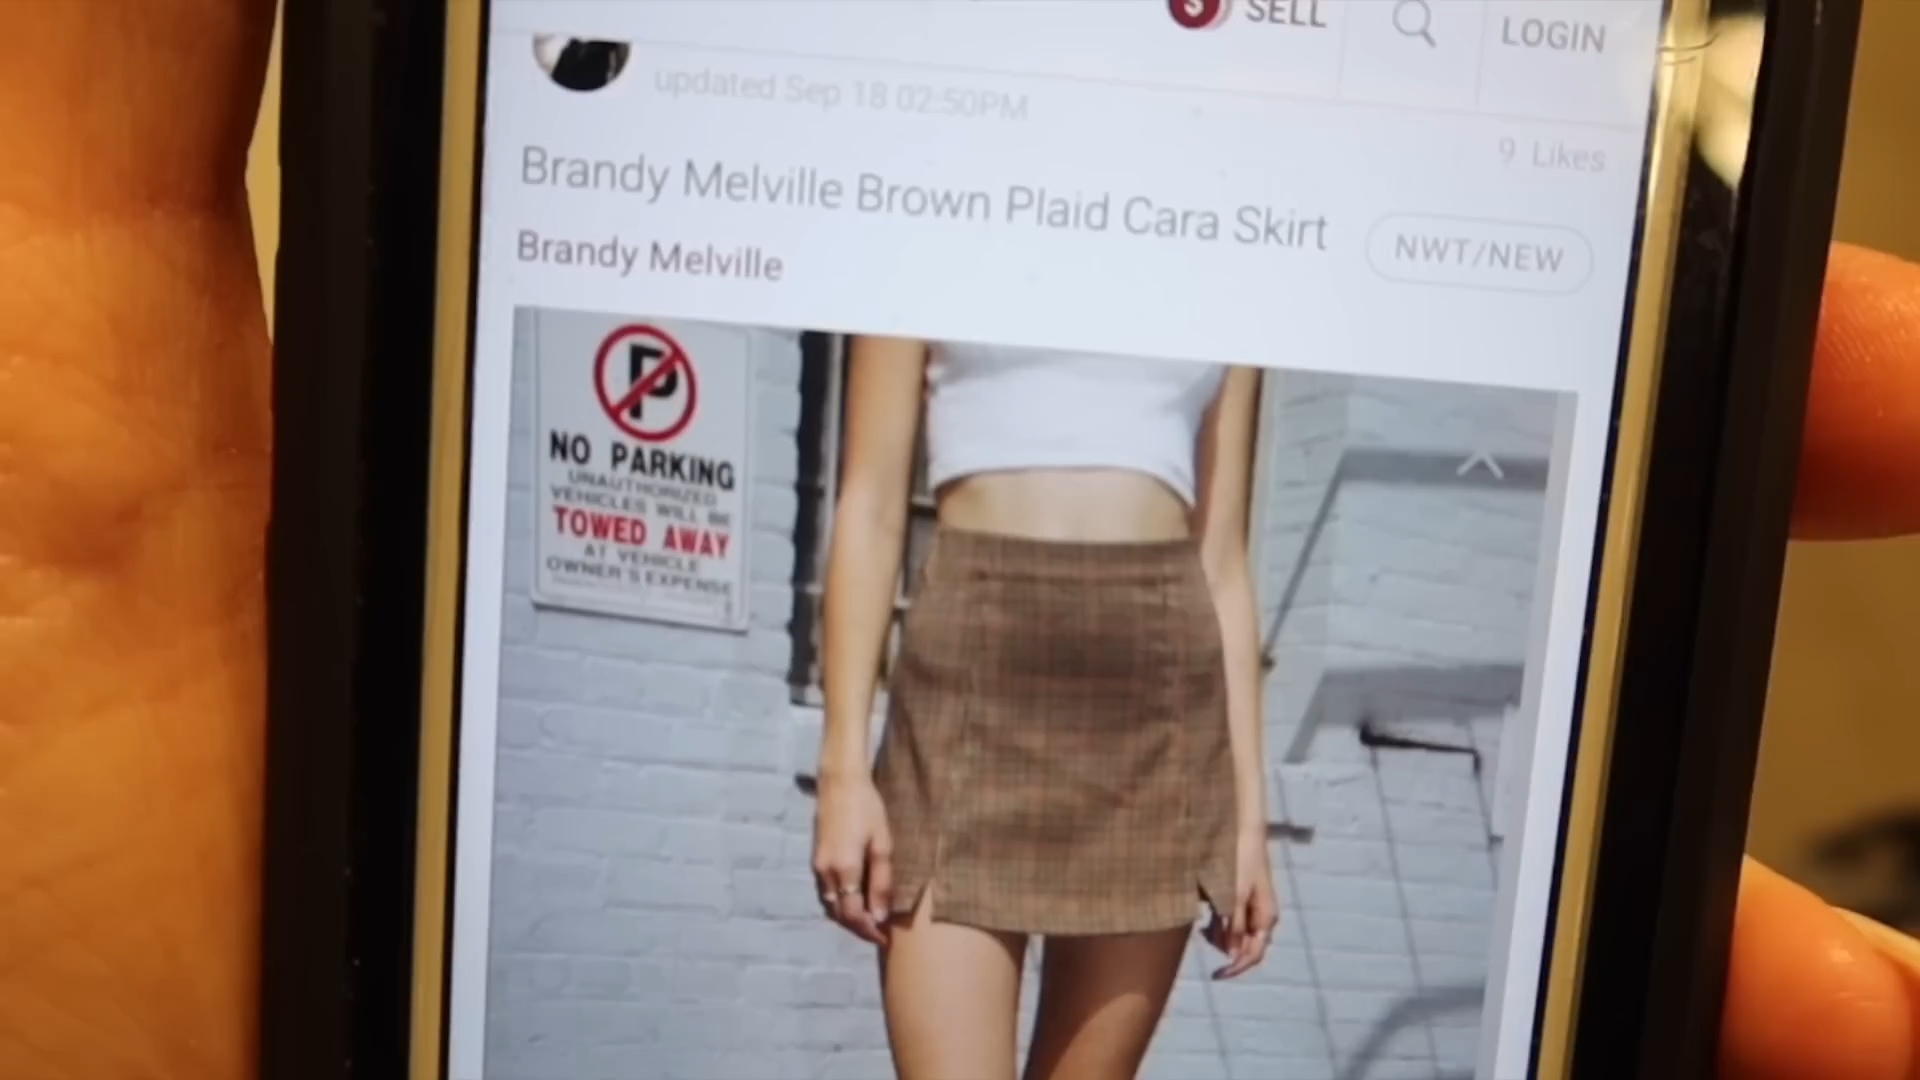 $ SELL
LOGIN
updated Sep 18 02:50PM
9 Likes
Brandy Melville Brown Plaid Cara Skirt
NWT/NEW
Brandy Melville
P
NO PARKING
UNAUTHORIZED
VEHICLES WILL BE
TOWED AWAY
AT VEHICLE
OWNER'S EXPENSE